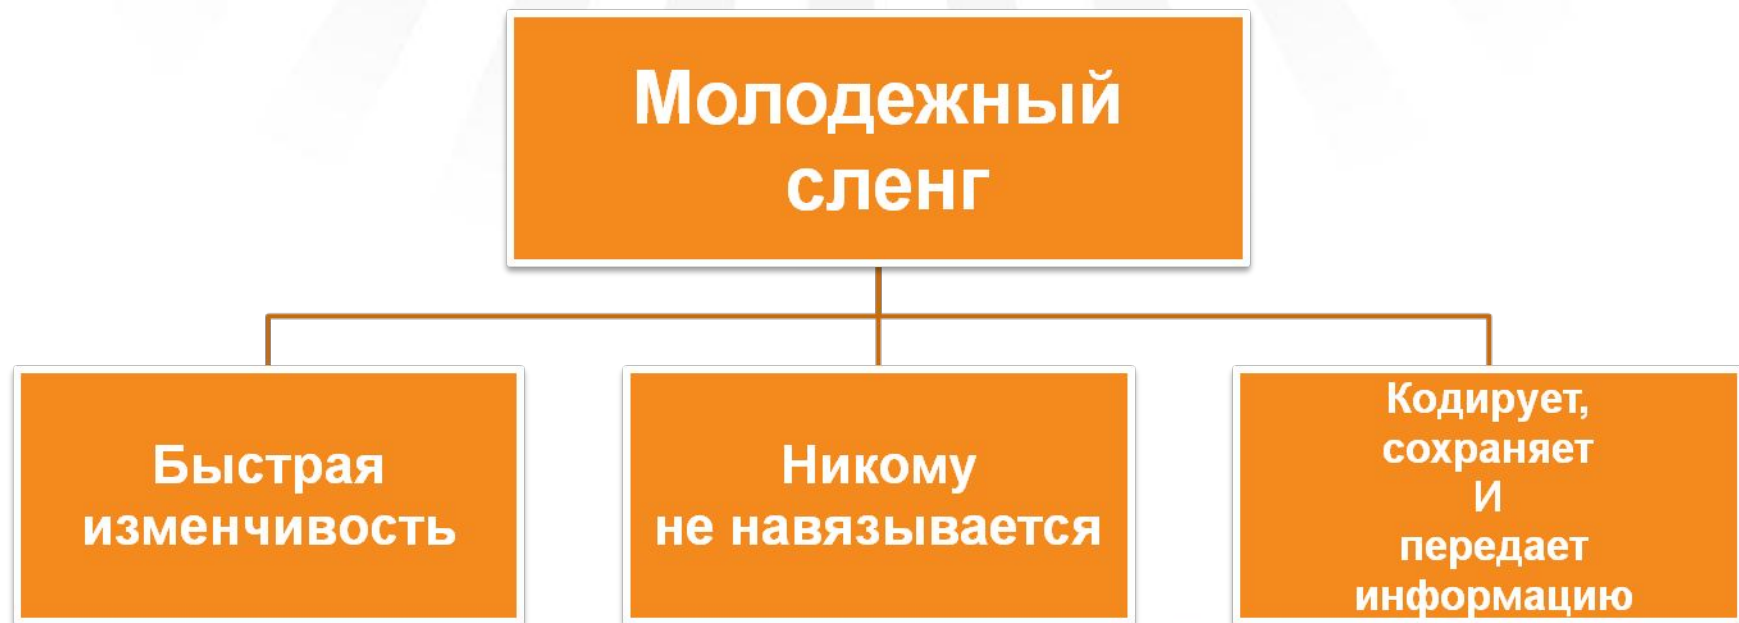 Молодежный
сленг
Быстрая
изменчивость
Никому
не навязывается
Кодирует,
сохраняет
И
передает
информацию